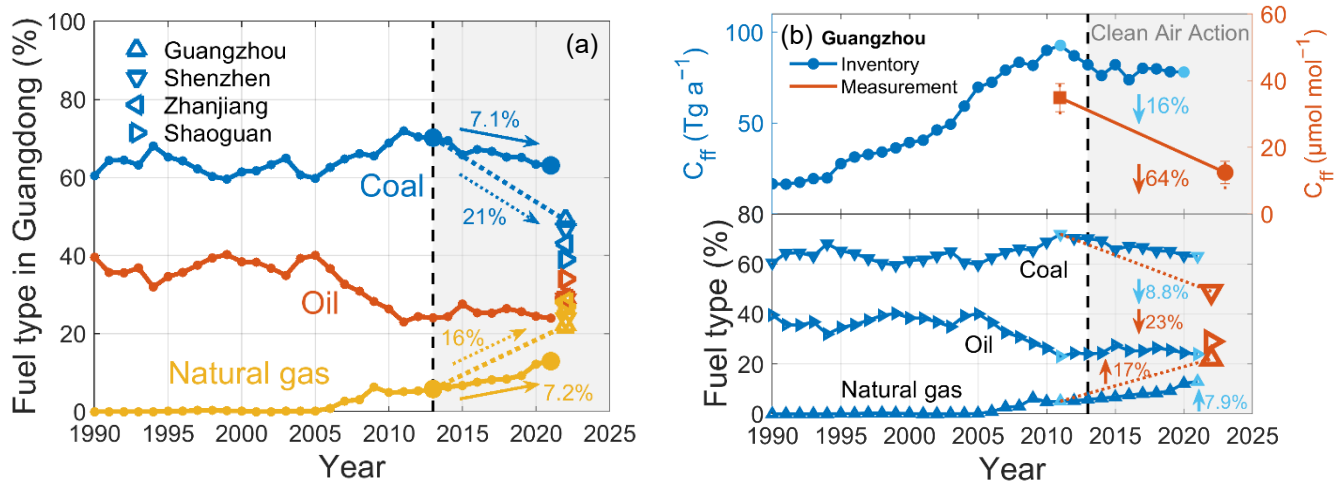 Fuel type in Guangdong (%)
100
80
60
40
20
0
(a)
Guangzhou
Shenzhen
Zhanjiang
Shaoguan
7.1%
Coal
21%
Oil
16%
Natural gas
7.2%
1990 1995 2000 2005 2010 2015 2020 2025
Year
(b) Guangzhou
Inventory
Measurement
Clean Air Action
C_ff (Tg a⁻¹)
100
50
16%
64%
60
40
20
0
C_ff (μmol mol⁻¹)
Fuel type (%)
80
60
40
20
0
Coal
8.8%
23%
Oil
17%
Natural gas
7.9%
1990 1995 2000 2005 2010 2015 2020 2025
Year